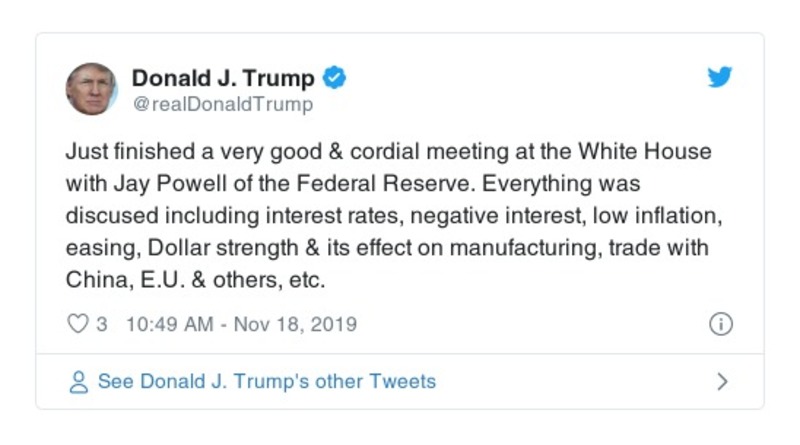 Donald J. Trump
@realDonaldTrump
Just finished a very good & cordial meeting at the White House
with Jay Powell of the Federal Reserve. Everything was
discussed including interest rates, negative interest, low inflation,
easing, Dollar strength & its effect on manufacturing, trade with
China, E.U. & others, etc.
3 10:49 AM - Nov 18, 2019
See Donald J. Trump's other Tweets